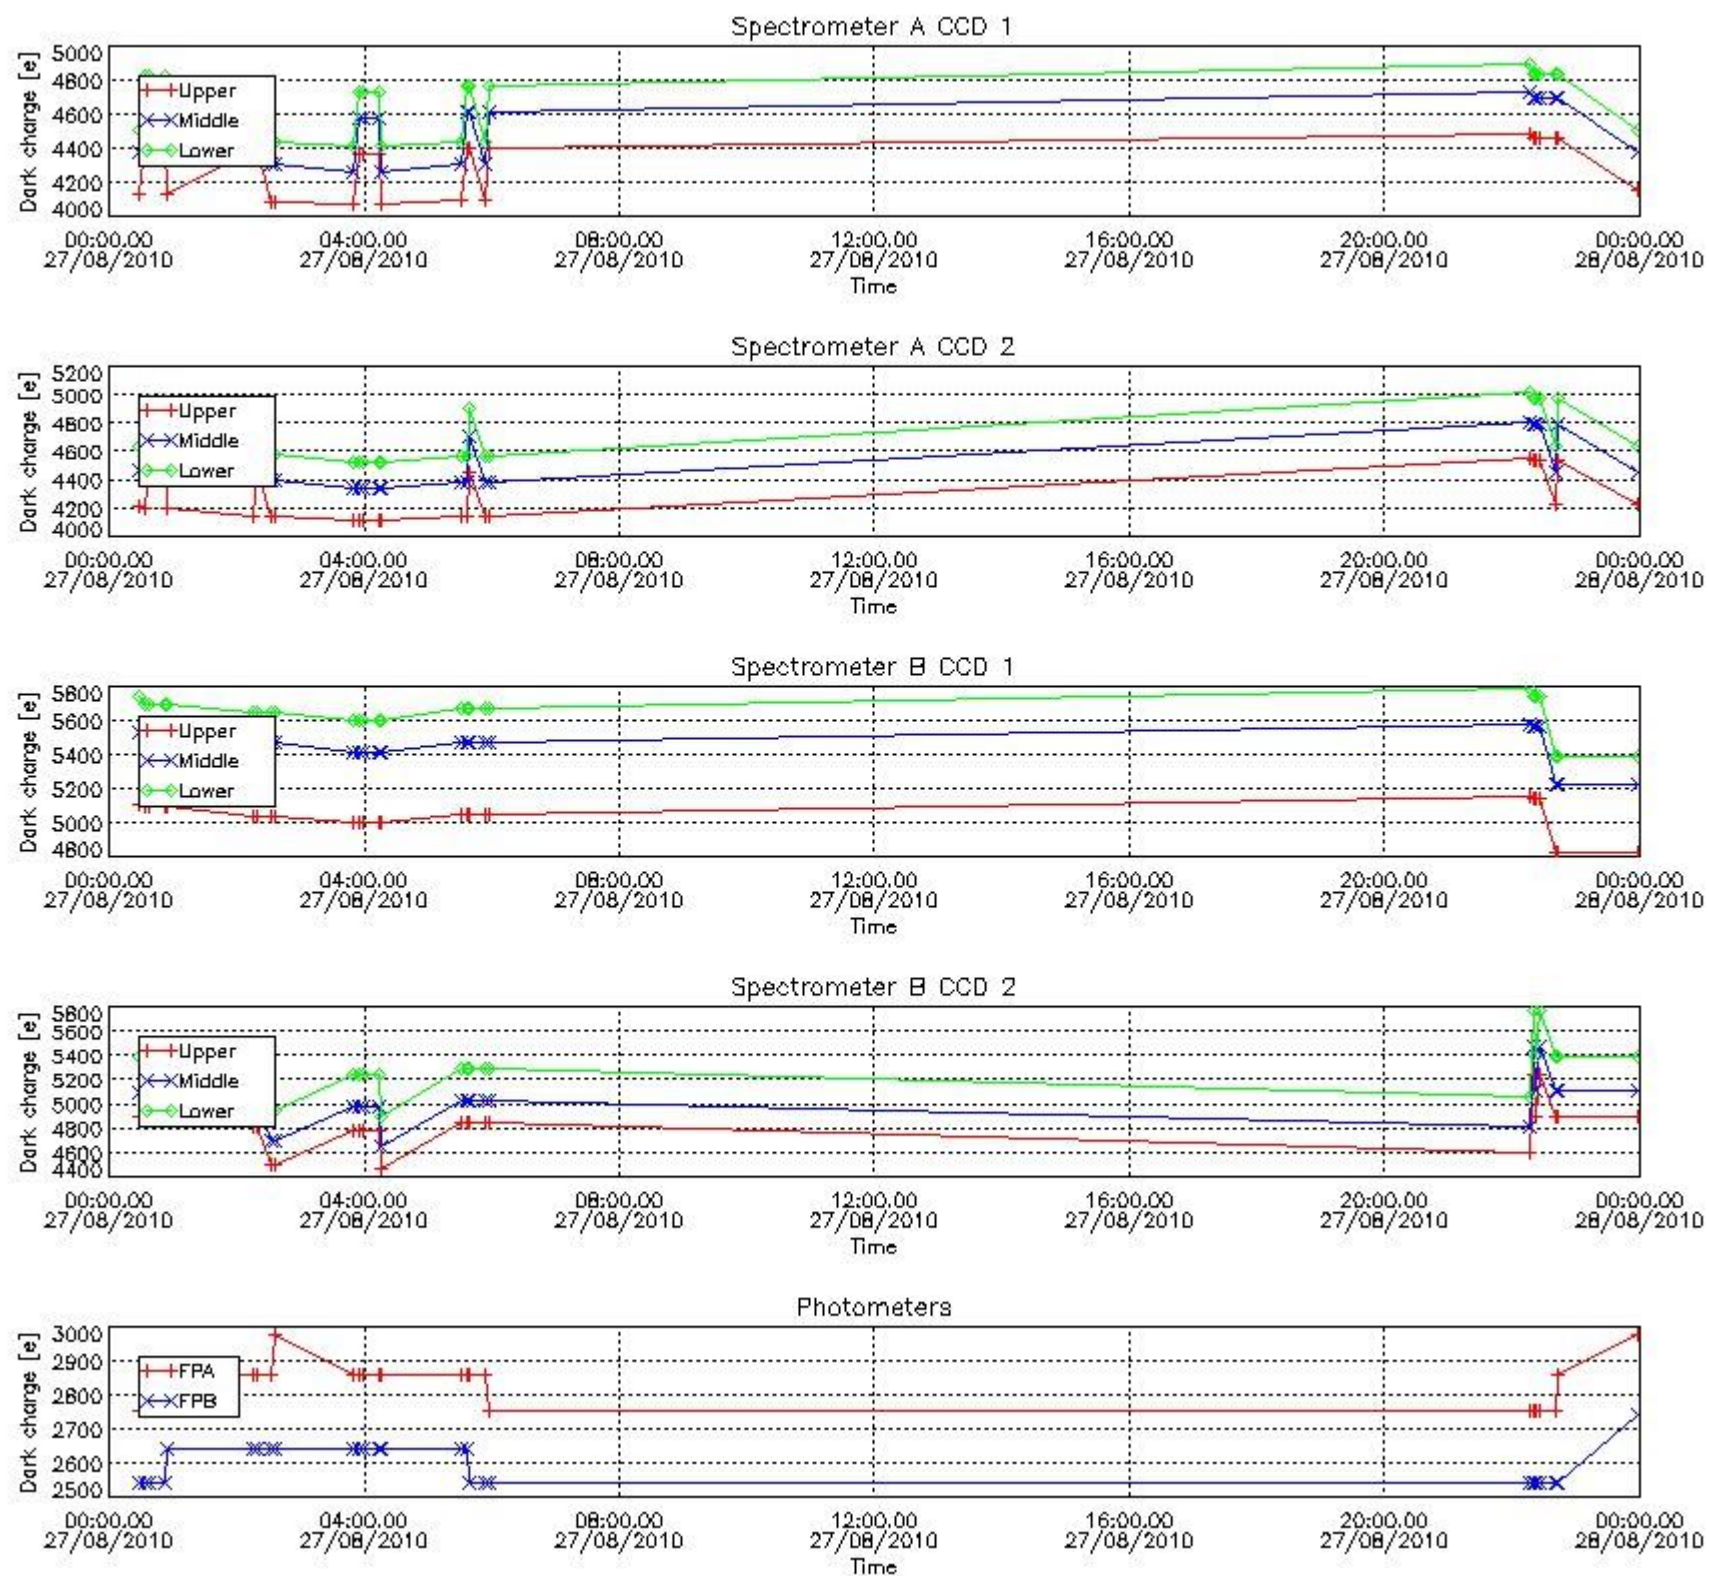 Spectrometer A CCD 1
Dark charge [e]
5000
4800
4600
4400
4200
4000
Upper
Middle
Lower
00:00.00 04:00.00 08:00.00 12:00.00 16:00.00 20:00.00 00:00.00
27/08/2010 27/08/2010 27/08/2010 27/08/2010 27/08/2010 27/08/2010 28/08/2010
Time
Spectrometer A CCD 2
Dark charge [e]
5200
5000
4800
4600
4400
4200
4000
Upper
Middle
Lower
00:00.00 04:00.00 08:00.00 12:00.00 16:00.00 20:00.00 00:00.00
27/08/2010 27/08/2010 27/08/2010 27/08/2010 27/08/2010 27/08/2010 28/08/2010
Time
Spectrometer B CCD 1
Dark charge [e]
5800
5600
5400
5200
5000
4800
Upper
Middle
Lower
00:00.00 04:00.00 08:00.00 12:00.00 16:00.00 20:00.00 00:00.00
27/08/2010 27/08/2010 27/08/2010 27/08/2010 27/08/2010 27/08/2010 28/08/2010
Time
Spectrometer B CCD 2
Dark charge [e]
5800
5600
5400
5200
5000
4800
4600
4400
Upper
Middle
Lower
00:00.00 04:00.00 08:00.00 12:00.00 16:00.00 20:00.00 00:00.00
27/08/2010 27/08/2010 27/08/2010 27/08/2010 27/08/2010 27/08/2010 28/08/2010
Time
Photometers
Dark charge [e]
3000
2900
2800
2700
2600
2500
FPA
FPB
00:00.00 04:00.00 08:00.00 12:00.00 16:00.00 20:00.00 00:00.00
27/08/2010 27/08/2010 27/08/2010 27/08/2010 27/08/2010 27/08/2010 28/08/2010
Time